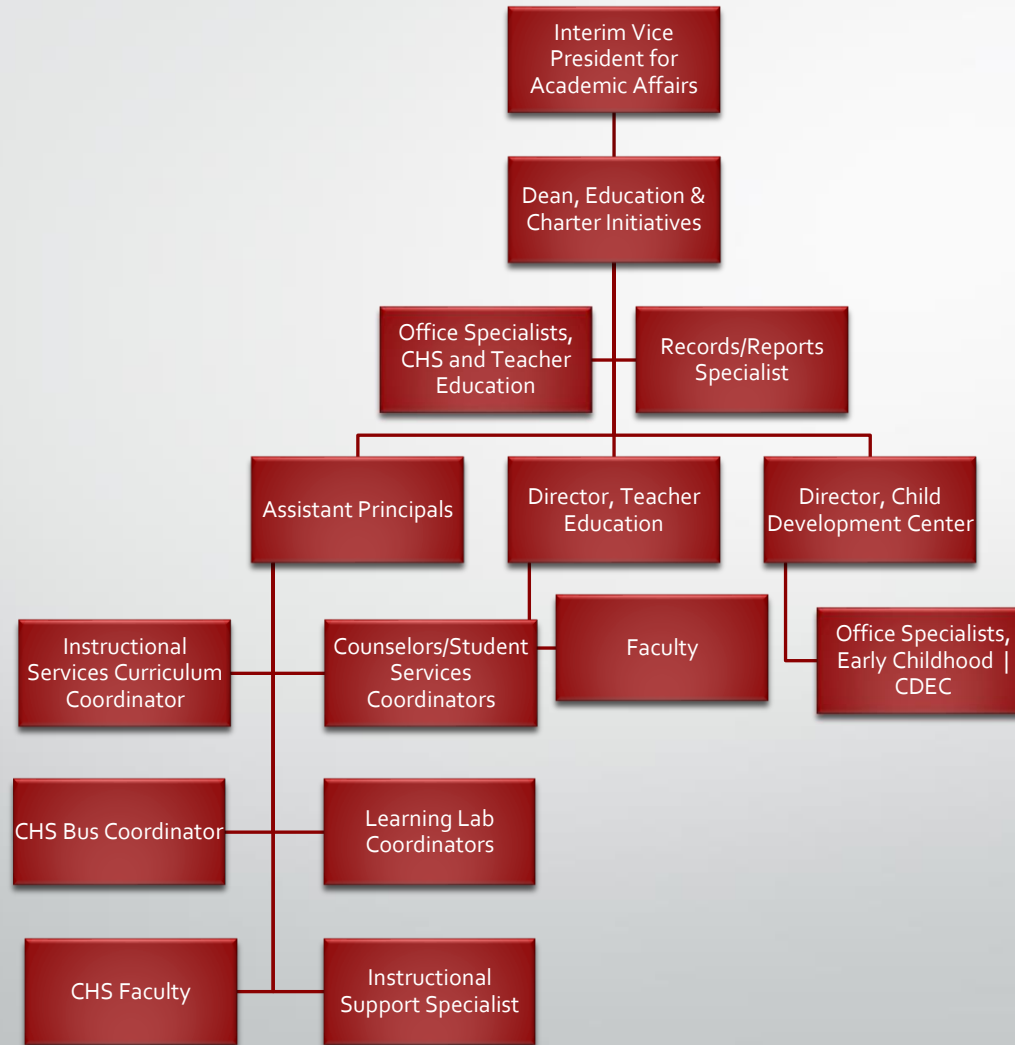 Interim Vice
President for
Academic Affairs
Dean, Education &
Charter Initiatives
Office Specialists,
CHS and Teacher
Education
Records/Reports
Specialist
Assistant Principals
Director, Teacher
Education
Director, Child
Development Center
Instructional
Services Curriculum
Coordinator
Counselors/Student
Services
Coordinators
Faculty
Office Specialists,
Early Childhood |
CDEC
CHS Bus Coordinator
Learning Lab
Coordinators
CHS Faculty
Instructional
Support Specialist